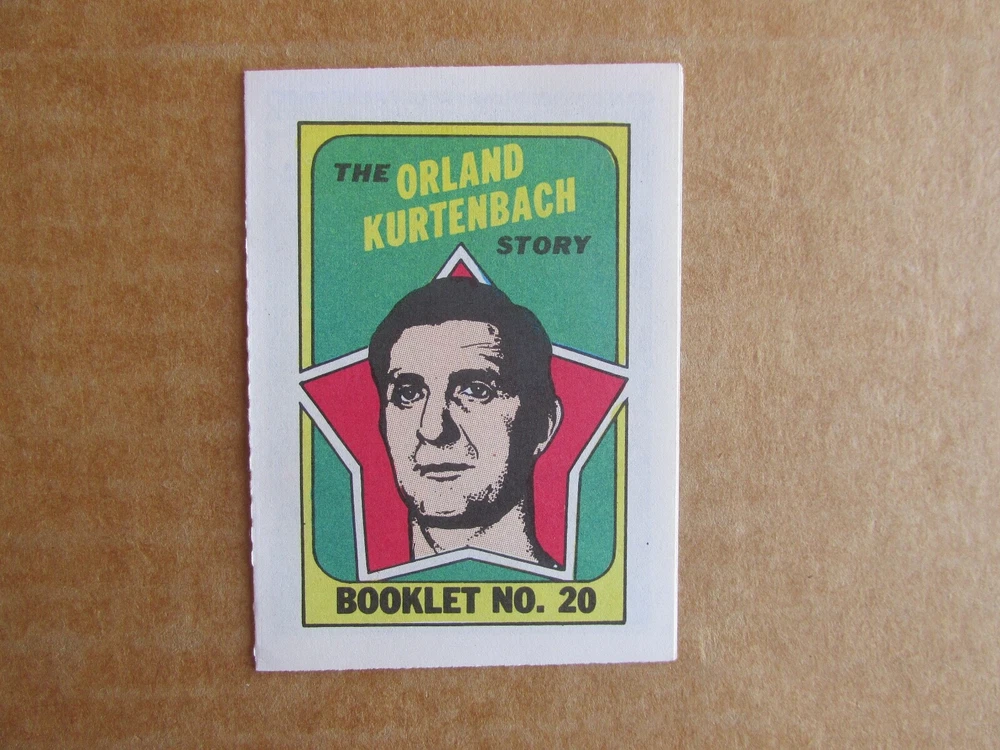 THE ORLAND
KURTENBACH
STORY
BOOKLET NO. 20